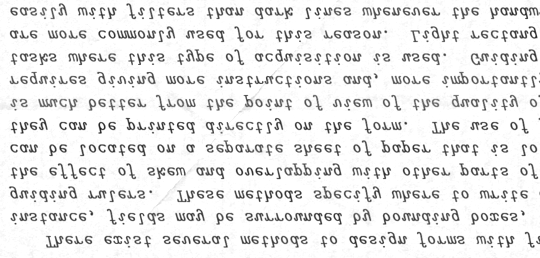 There exist several methods to design forms with fi
instance, fields may be surrounded by bounding boxes,
guiding rulers. These methods specify where to write
the effect of skew and overlapping with other parts of
can be located on a separate sheet of paper that is lo
they can be printed directly on the form. The use of
is much better from the point of view of the quality o
requires giving more instructions and, more importantly
tasks where this type of acquisition is used. Guiding
are more commonly used for this reason. Light rectang
easily with filters than dark lines whenever the handw